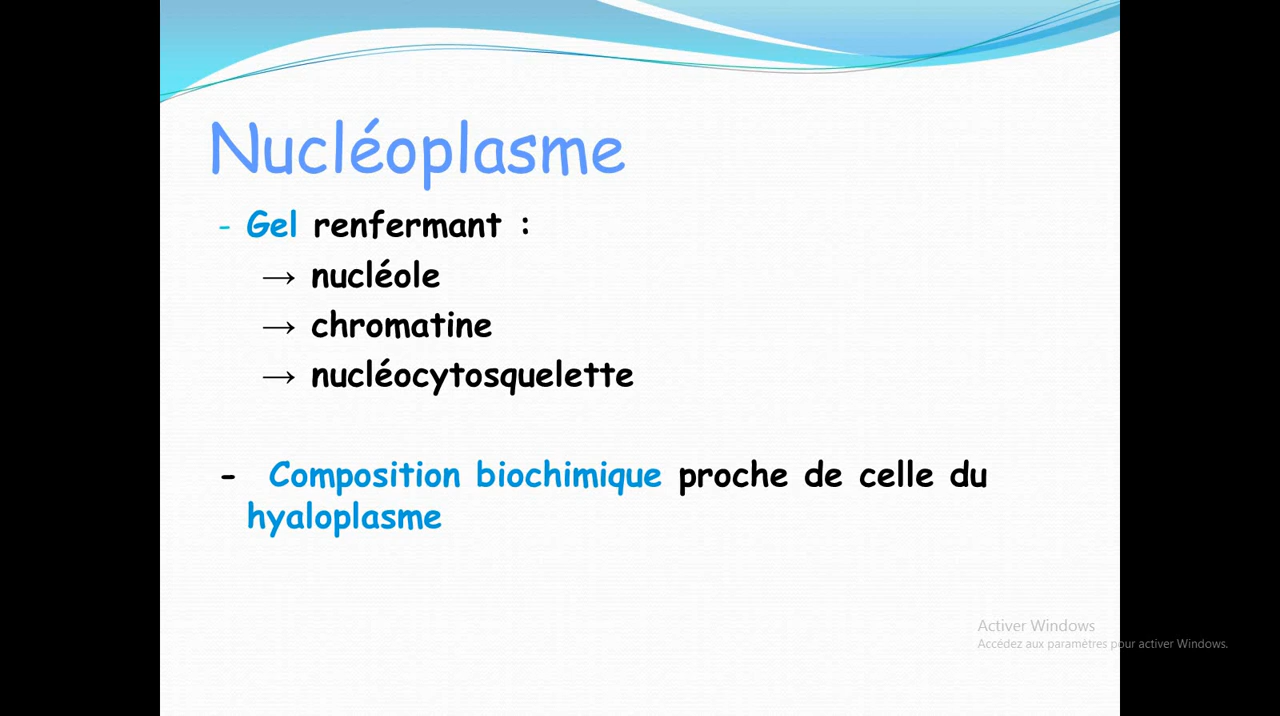 Nucléoplasme
- Gel renfermant :
→ nucléole
→ chromatine
→ nucléocytosquelette
- Composition biochimique proche de celle du
hyaloplasme
Activer Windows
Accédez aux paramètres pour activer Windows.